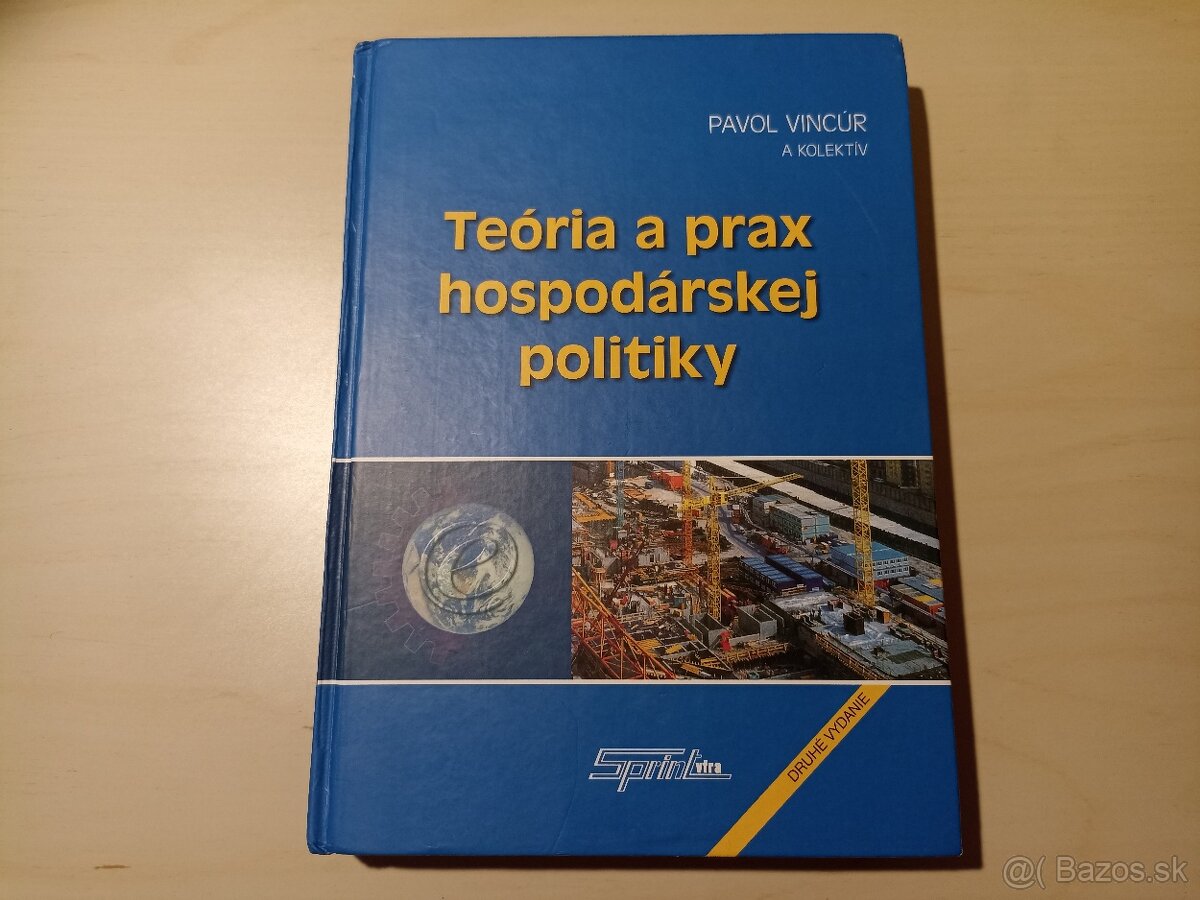 PAVOL VINCÚR
A KOLEKTÍV
Teória a prax
hospodárskej
politiky
e
Sprint vfra
DRUHÉ VYDANIE
@( Bazos.sk